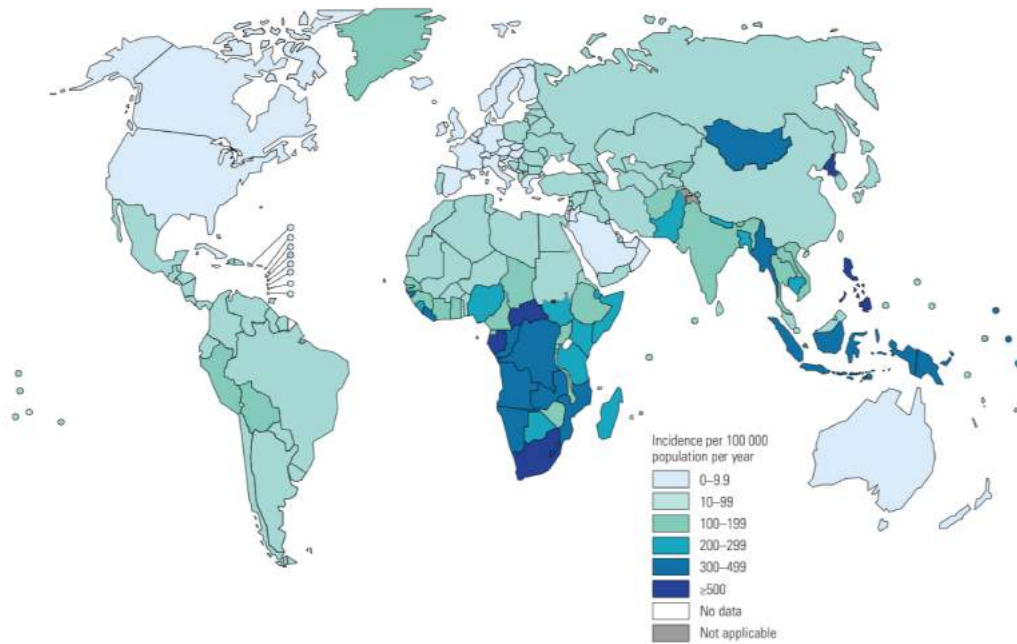 Incidence per 100 000
population per year
0–9.9
10–99
100–199
200–299
300–499
≥500
No data
Not applicable